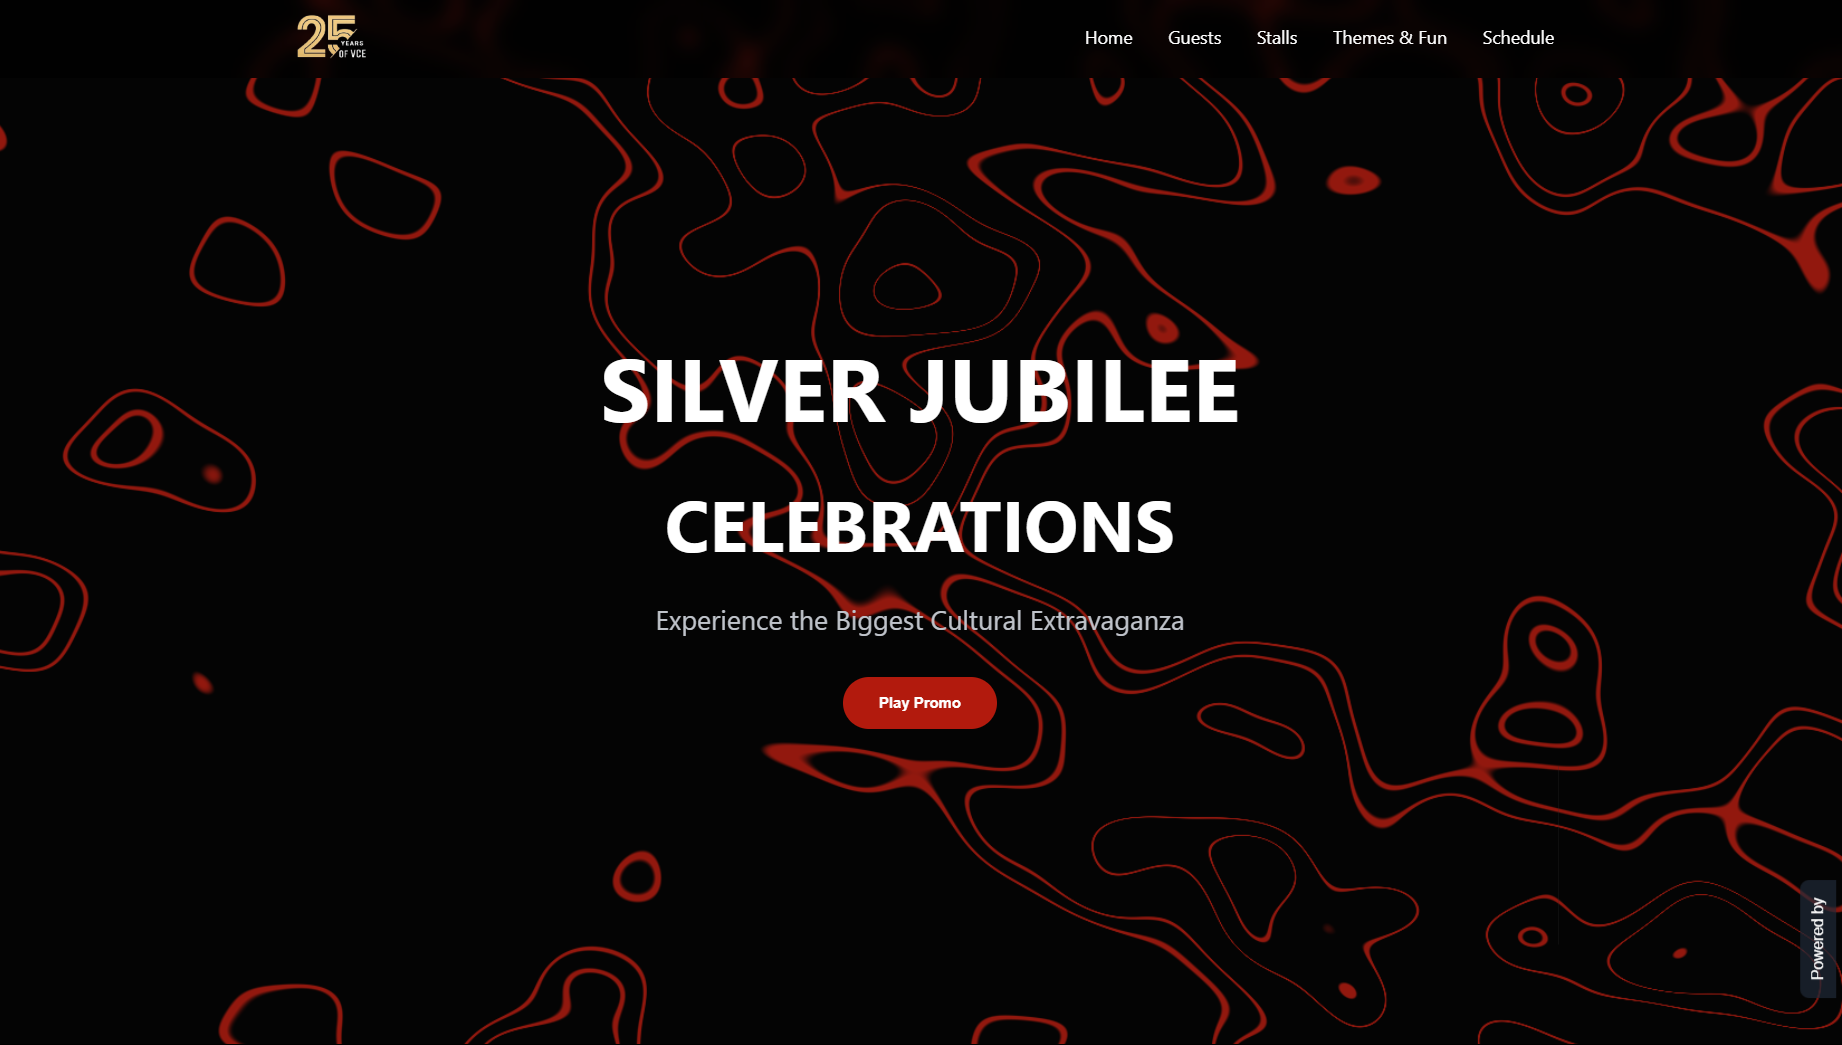 25
YEARS
OF VCE
Home Guests Stalls Themes & Fun Schedule
SILVER JUBILEE
CELEBRATIONS
Experience the Biggest Cultural Extravaganza
Play Promo
Powered by